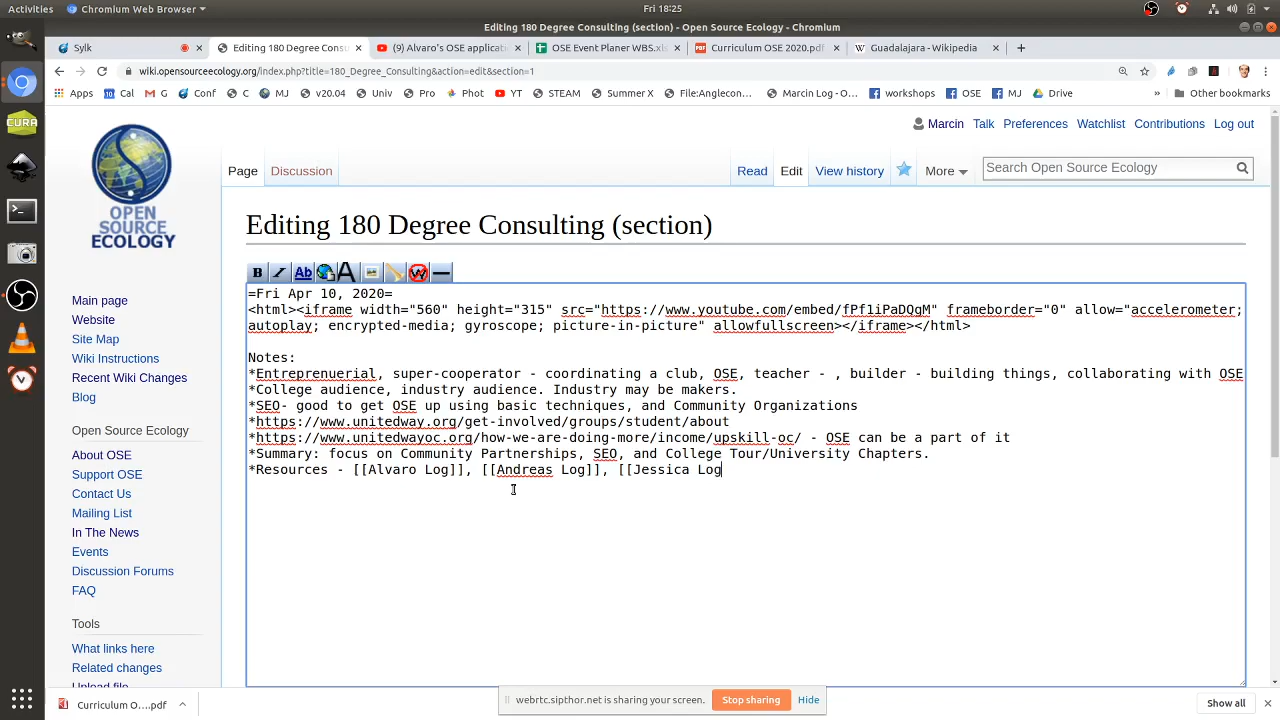 Activities
Chromium Web Browser
Fri 18:25
Editing 180 Degree Consulting (section) - Open Source Ecology - Chromium
Sylk
Editing 180 Degree Consu
(9) Alvaro's OSE applicati
OSE Event Planer WBS.xls
Curriculum OSE 2020.pdf
Guadalajara - Wikipedia
wiki.opensourceecology.org/index.php?title=180_Degree_Consulting&action=edit&section=1
Apps
Cal
G
Conf
C
MJ
v20.04
Univ
Pro
Phot
YT
STEAM
Summer X
File:Anglecon...
Marcin Log - O...
workshops
OSE
MJ
Drive
»
Other bookmarks
Marcin
Talk
Preferences
Watchlist
Contributions
Log out
Page
Discussion
Read
Edit
View history
More
Search Open Source Ecology
OPEN
SOURCE
ECOLOGY
Editing 180 Degree Consulting (section)
B
I
Ab
A
W
=Fri Apr 10, 2020=
<html><iframe width="560" height="315" src="https://www.youtube.com/embed/fPf1iPaDQqM" frameborder="0" allow="accelerometer;
autoplay; encrypted-media; gyroscope; picture-in-picture" allowfullscreen></iframe></html>
Notes:
*Entreprenuerial, super-cooperator - coordinating a club, OSE, teacher - , builder - building things, collaborating with OSE
*College audience, industry audience. Industry may be makers.
*SEO- good to get OSE up using basic techniques, and Community Organizations
*https://www.unitedway.org/get-involved/groups/student/about
*https://www.unitedwayoc.org/how-we-are-doing-more/income/upskill-oc/ - OSE can be a part of it
*Summary: focus on Community Partnerships, SEO, and College Tour/University Chapters.
*Resources - [[Alvaro Log]], [[Andreas Log]], [[Jessica Log
Main page
Website
Site Map
Wiki Instructions
Recent Wiki Changes
Blog
Open Source Ecology
About OSE
Support OSE
Contact Us
Mailing List
In The News
Events
Discussion Forums
FAQ
Tools
What links here
Related changes
Upload file
webrtc.sipthor.net is sharing your screen.
Stop sharing
Hide
Curriculum O....pdf
Show all